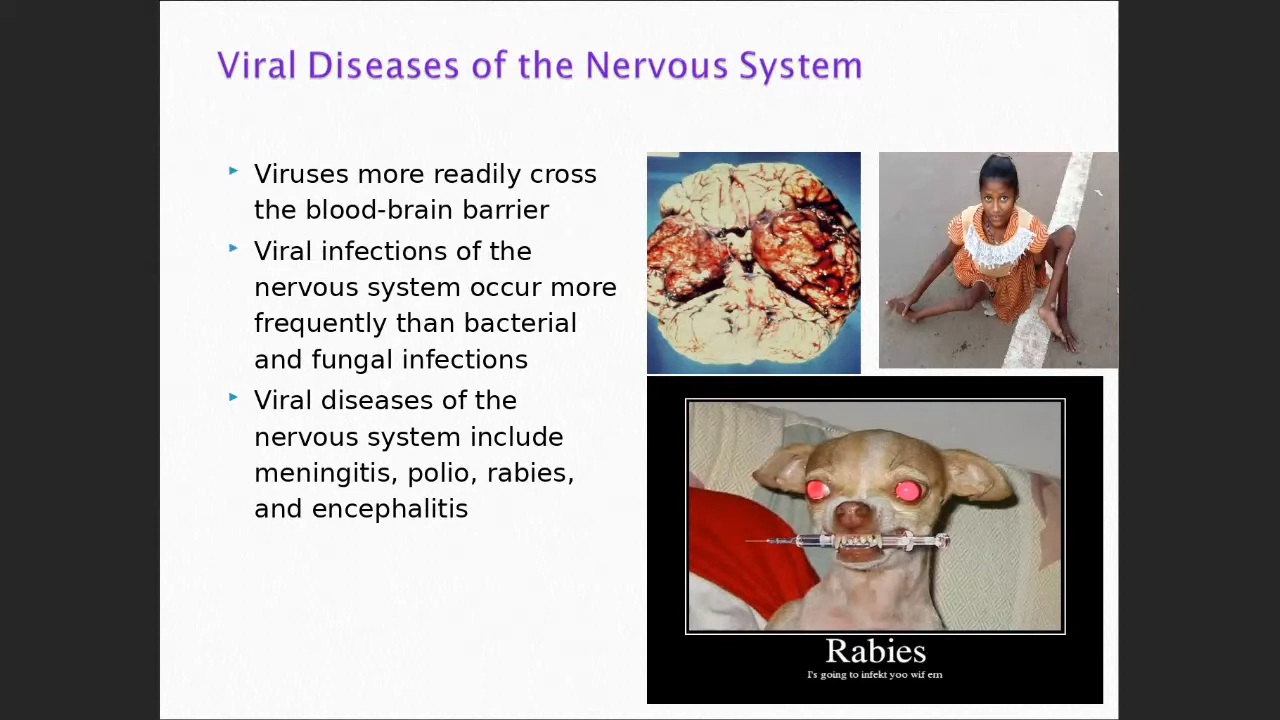 Viral Diseases of the Nervous System
Viruses more readily cross
the blood-brain barrier
Viral infections of the
nervous system occur more
frequently than bacterial
and fungal infections
Viral diseases of the
nervous system include
meningitis, polio, rabies,
and encephalitis
Rabies
I's going to infekt yoo wif em